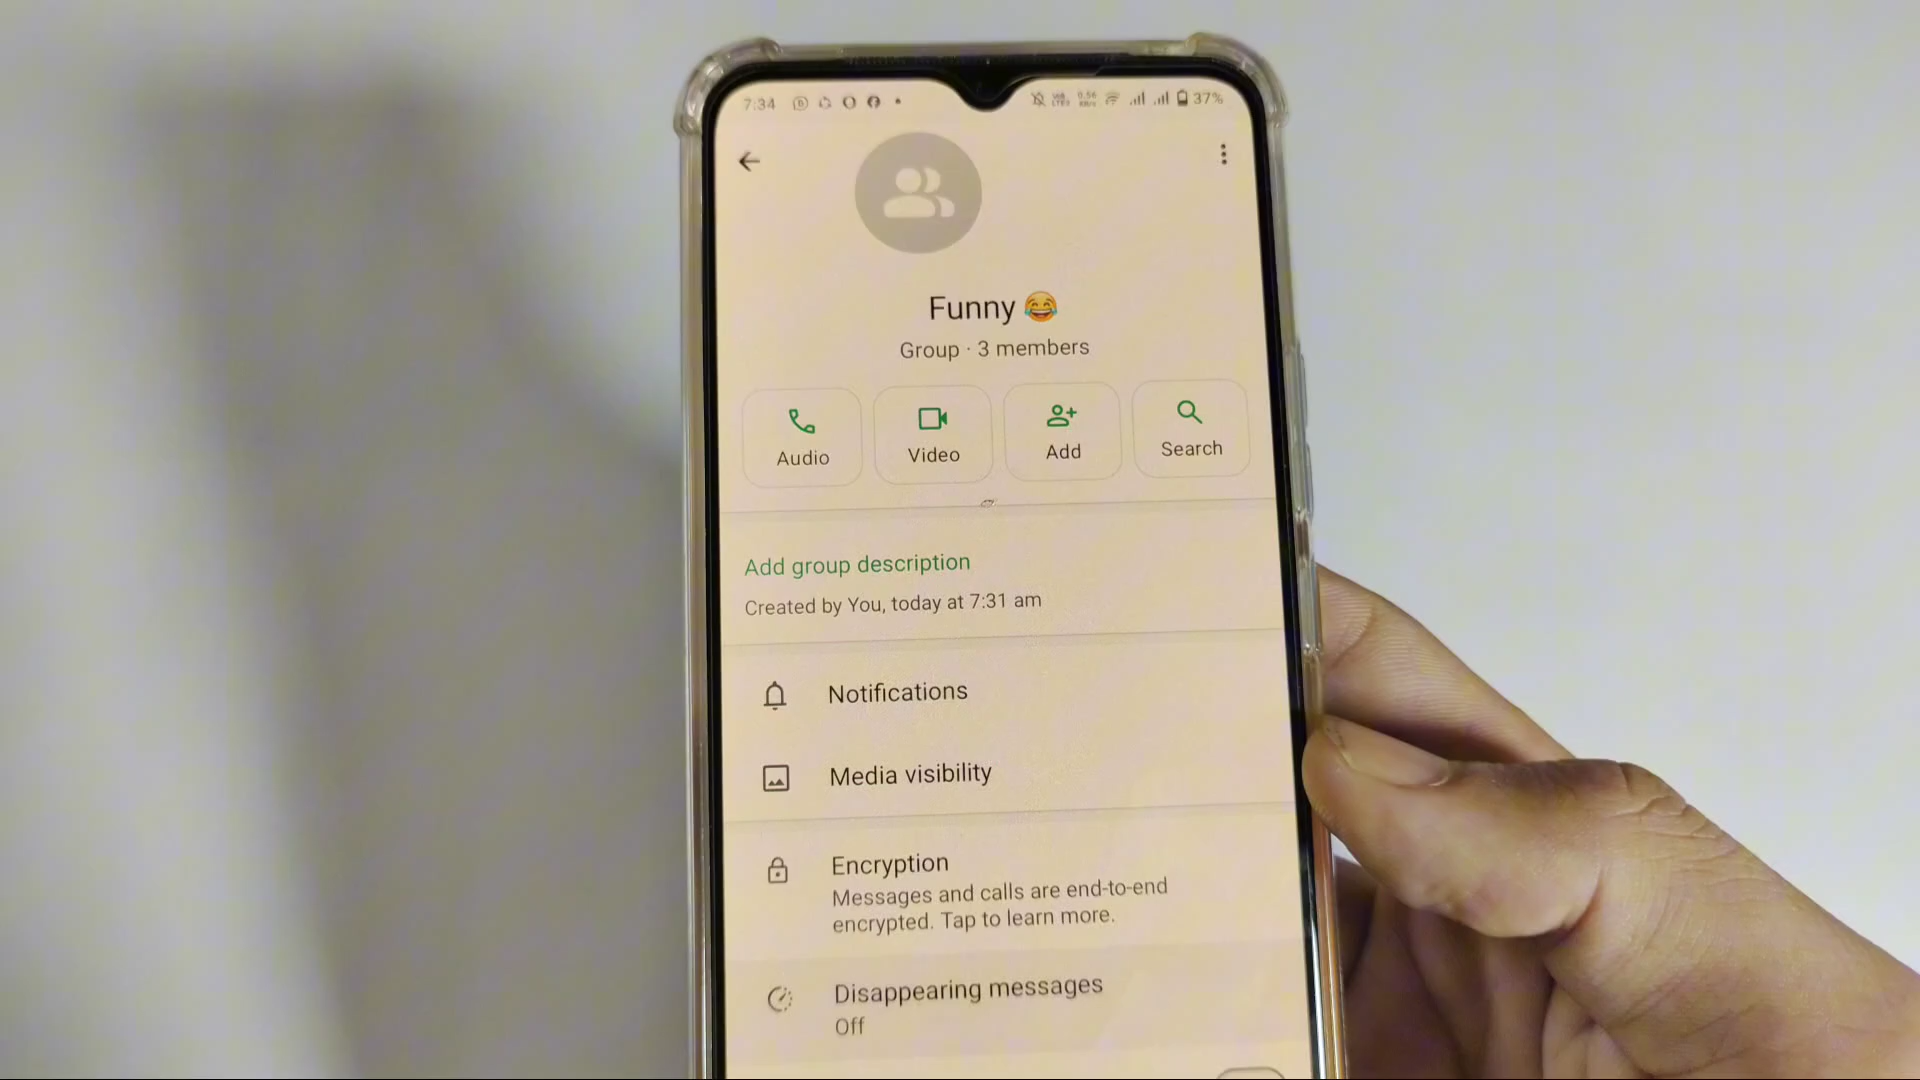 7:34
37%
Funny 😂
Group · 3 members
Audio
Video
Add
Search
Add group description
Created by You, today at 7:31 am
Notifications
Media visibility
Encryption
Messages and calls are end-to-end
encrypted. Tap to learn more.
Disappearing messages
Off